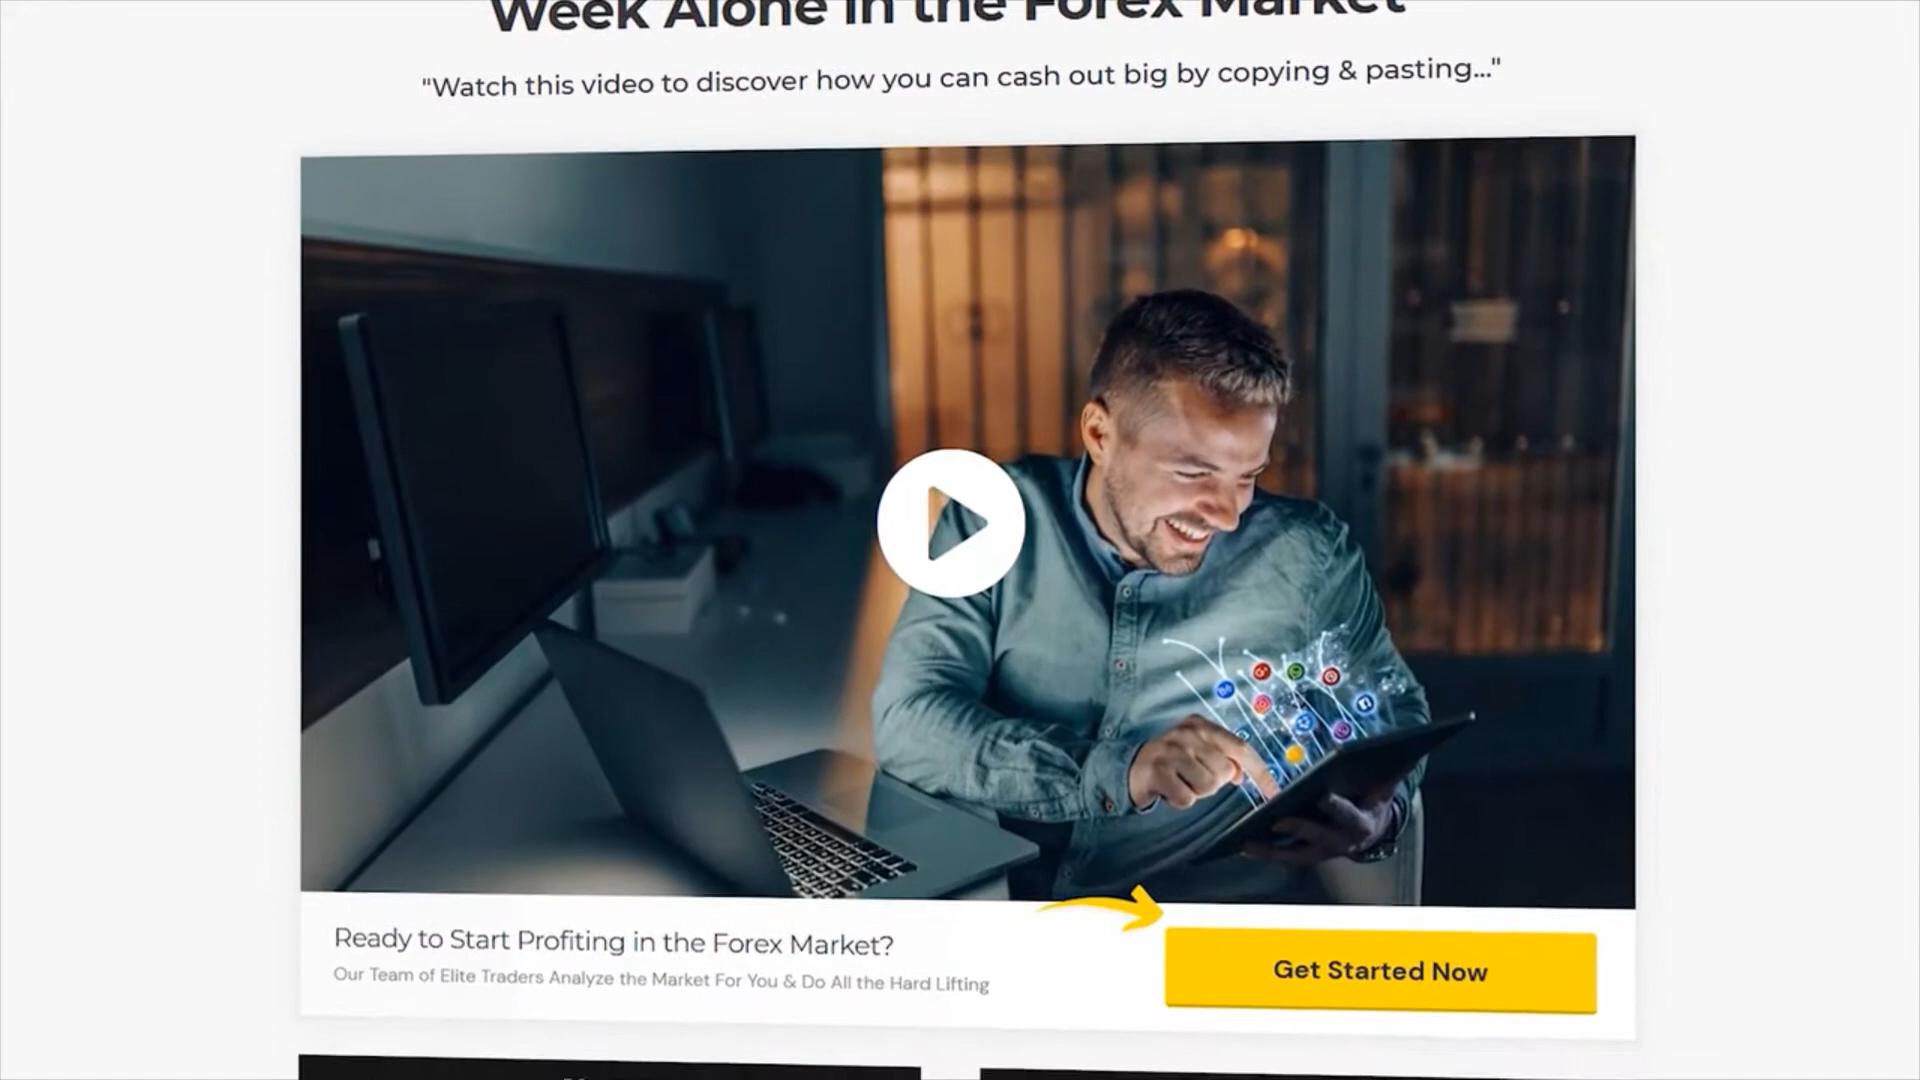 Week Alone in the Forex Market
"Watch this video to discover how you can cash out big by copying & pasting..."
Ready to Start Profiting in the Forex Market?
Our Team of Elite Traders Analyze the Market For You & Do All the Hard Lifting
Get Started Now